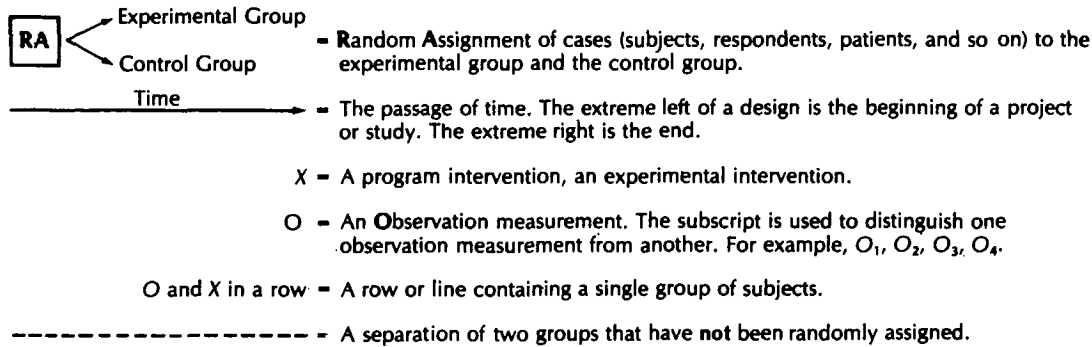 RA
Experimental Group
Control Group
= Random Assignment of cases (subjects, respondents, patients, and so on) to the
experimental group and the control group.
Time
= The passage of time. The extreme left of a design is the beginning of a project
or study. The extreme right is the end.
X = A program intervention, an experimental intervention.
O = An Observation measurement. The subscript is used to distinguish one
observation measurement from another. For example, O₁, O₂, O₃, O₄.
O and X in a row = A row or line containing a single group of subjects.
= A separation of two groups that have not been randomly assigned.